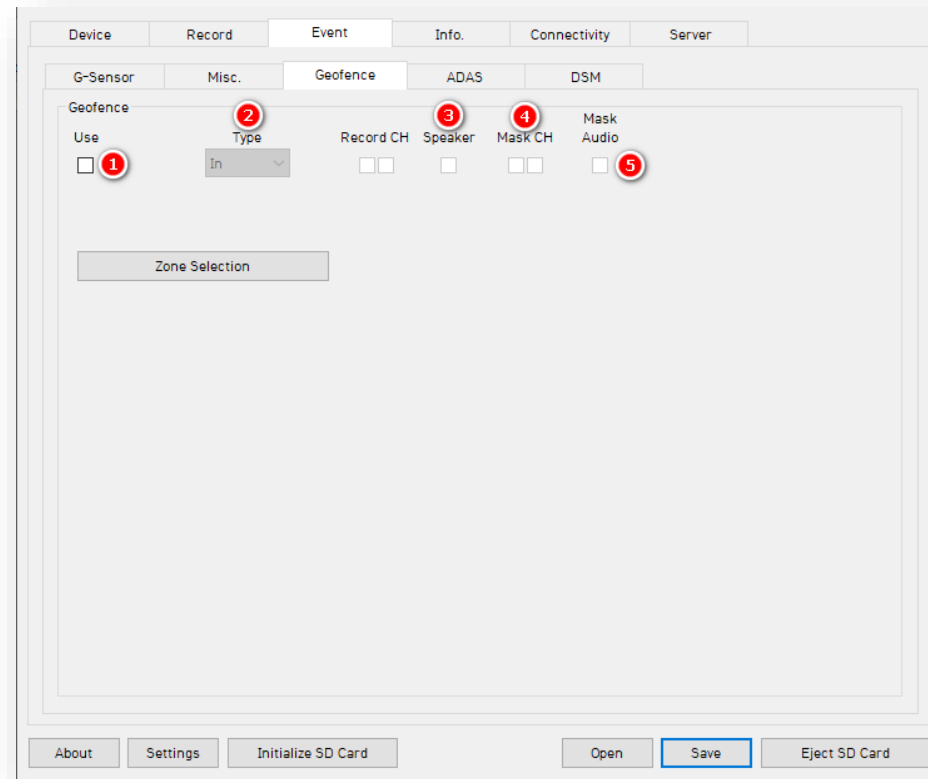 Device Record Event Info. Connectivity Server
G-Sensor Misc. Geofence ADAS DSM
Geofence
Use
2
Type
Record CH
3
Speaker
4
Mask CH
Mask
Audio
1
In
5
Zone Selection
About Settings Initialize SD Card Open Save Eject SD Card